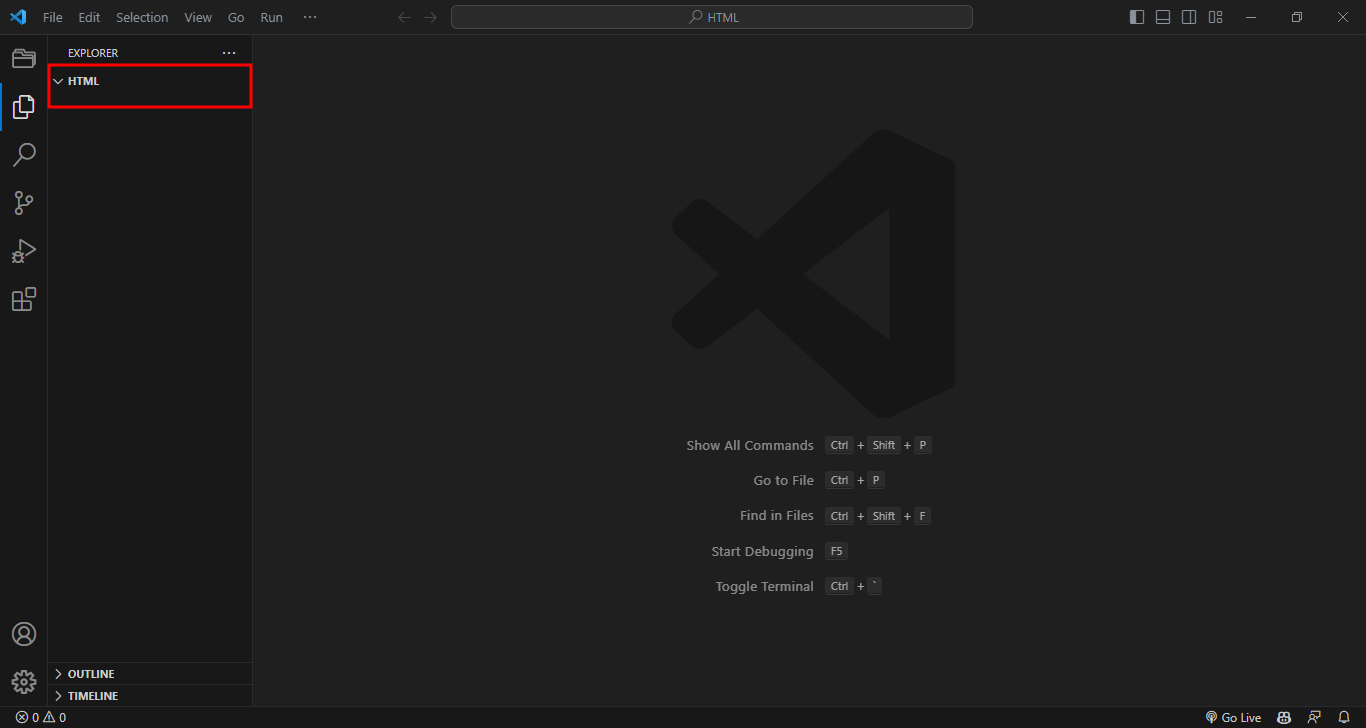 File Edit Selection View Go Run ···
HTML
EXPLORER ···
HTML
Show All Commands Ctrl + Shift + P
Go to File Ctrl + P
Find in Files Ctrl + Shift + F
Start Debugging F5
Toggle Terminal Ctrl + `
OUTLINE
TIMELINE
0 0 Go Live